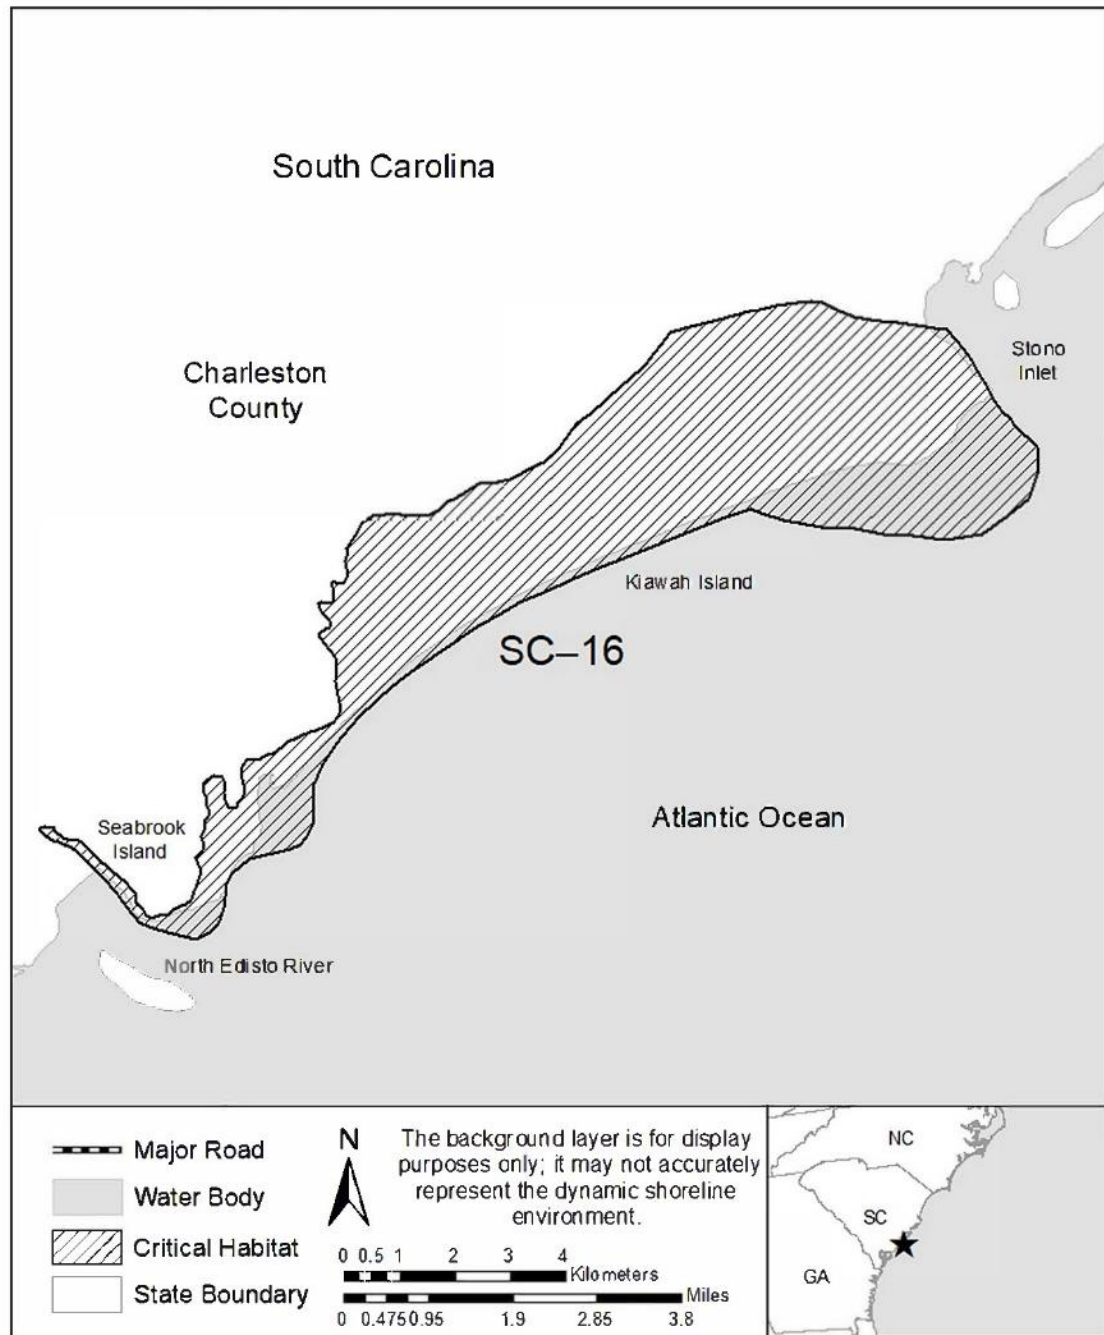 South Carolina
Stono
Inlet
Charleston
County
Kiawah Island
SC–16
Atlantic Ocean
Seabrook
Island
North Edisto River
Major Road
Water Body
Critical Habitat
State Boundary
N
The background layer is for display
purposes only; it may not accurately
represent the dynamic shoreline
environment.
0 0.5 1 2 3 4
Kilometers
Miles
0 0.475 0.95 1.9 2.85 3.8
NC
SC
GA